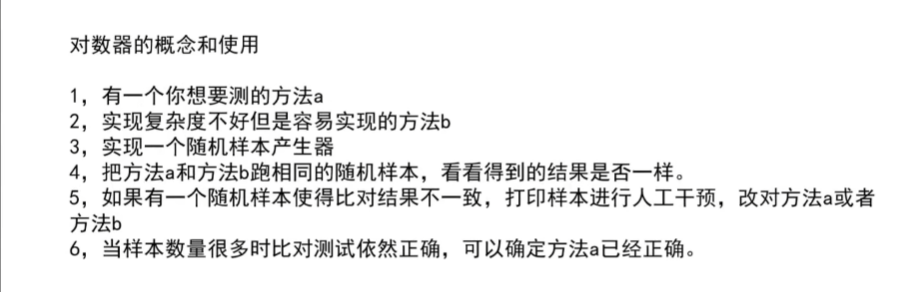 对数器的概念和使用
1，有一个你想要测的方法a
2，实现复杂度不好但是容易实现的方法b
3，实现一个随机样本产生器
4，把方法a和方法b跑相同的随机样本，看看得到的结果是否一样。
5，如果有一个随机样本使得比对结果不一致，打印样本进行人工干预，改对方法a或者
方法b
6，当样本数量很多时比对测试依然正确，可以确定方法a已经正确。